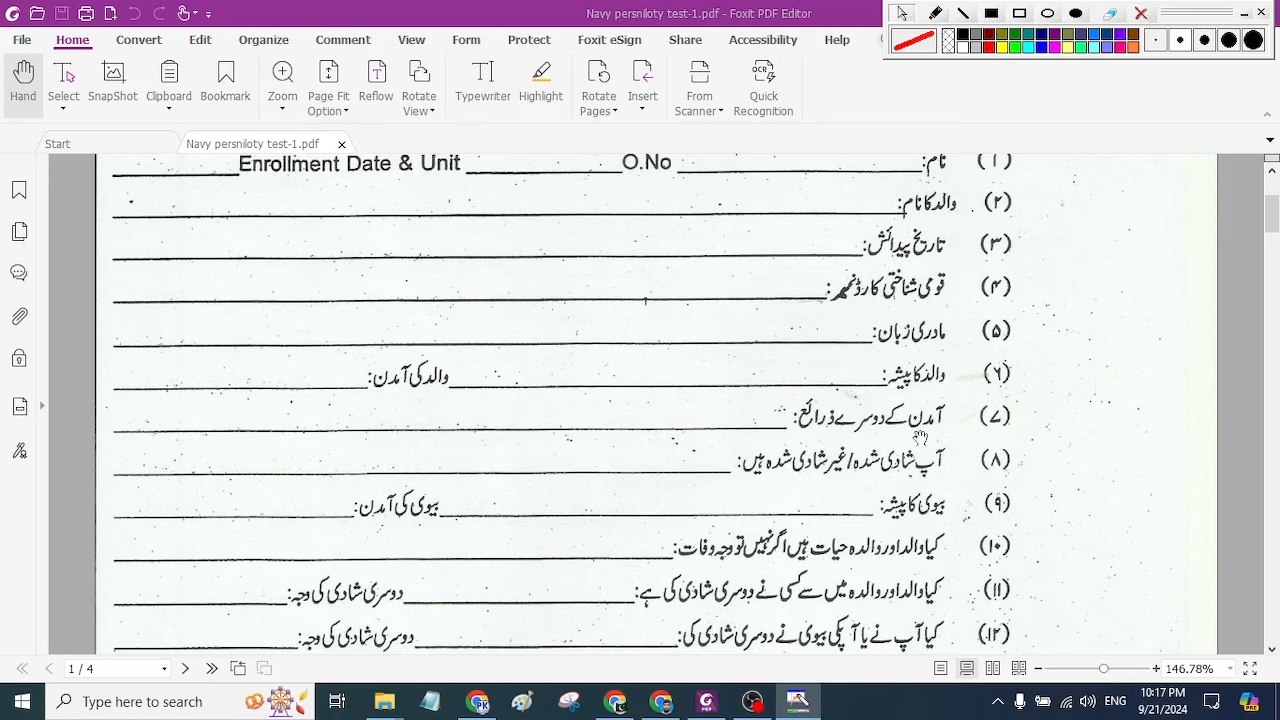 Navy persniloty test-1.pdf - Foxit PDF Editor
File Home Convert Edit Organize Comment View Form Protect Foxit eSign Share Accessibility Help
Hand Select SnapShot Clipboard Bookmark Zoom Page Fit Option Reflow Rotate View Typewriter Highlight Rotate Pages Insert From Scanner Quick Recognition
Start Navy persniloty test-1.pdf
(۱) نام: O.No Enrollment Date & Unit
(۲) والد کا نام:
(۳) تاریخ پیدائش:
(۴) قومی شناختی کارڈ نمبر:
(۵) مادری زبان:
(۶) والد کا پیشہ: والد کی آمدن:
(۷) آمدن کے دوسرے ذرائع:
(۸) آپ شادی شدہ/غیر شادی شدہ ہیں:
(۹) بیوی کا پیشہ: بیوی کی آمدن:
(۱۰) کیا والد اور والدہ حیات ہیں اگر نہیں تو وجہ وفات:
(۱۱) کیا والد اور والدہ میں سے کسی نے دوسری شادی کی ہے: دوسری شادی کی وجہ:
(۱۲) کیا آپ نے یا آپکی بیوی نے دوسری شادی کی: دوسری شادی کی وجہ:
1 / 4 146.78%
Type here to search ENG 10:17 PM
9/21/2024